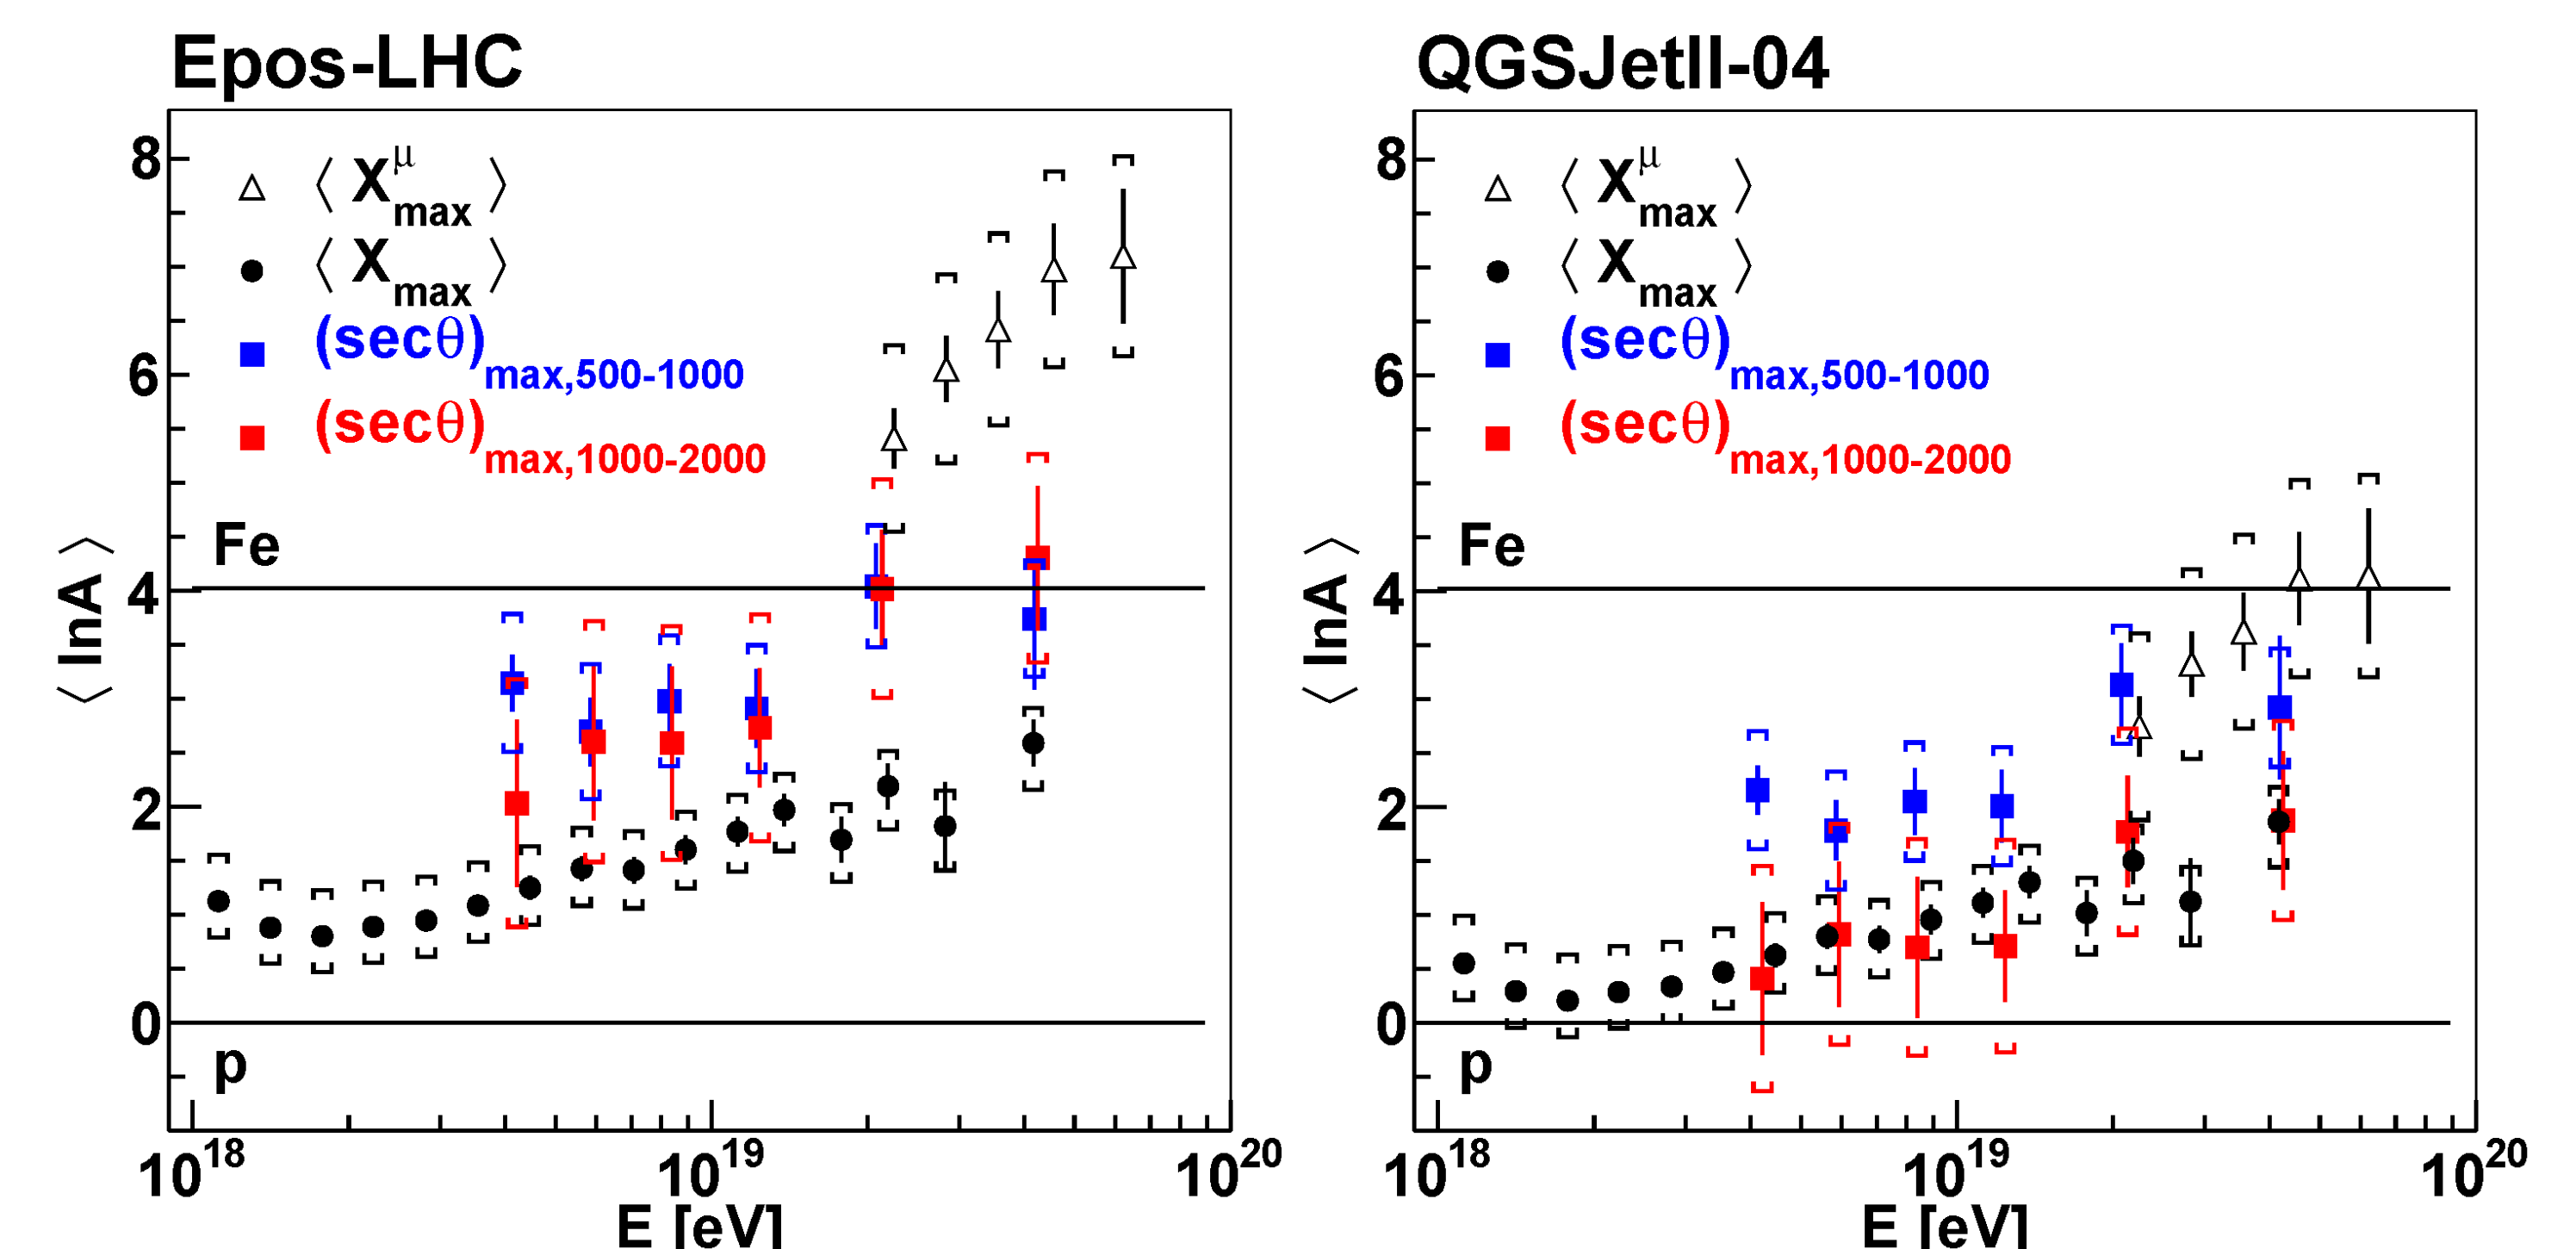 Epos-LHC
8
6
4
2
0
⟨ X^μ_max ⟩
⟨ X_max ⟩
(secθ)_max,500-1000
(secθ)_max,1000-2000
Fe
p
⟨ lnA ⟩
10^18 10^19 10^20
E [eV]
QGSJetII-04
8
6
4
2
0
⟨ X^μ_max ⟩
⟨ X_max ⟩
(secθ)_max,500-1000
(secθ)_max,1000-2000
Fe
p
⟨ lnA ⟩
10^18 10^19 10^20
E [eV]